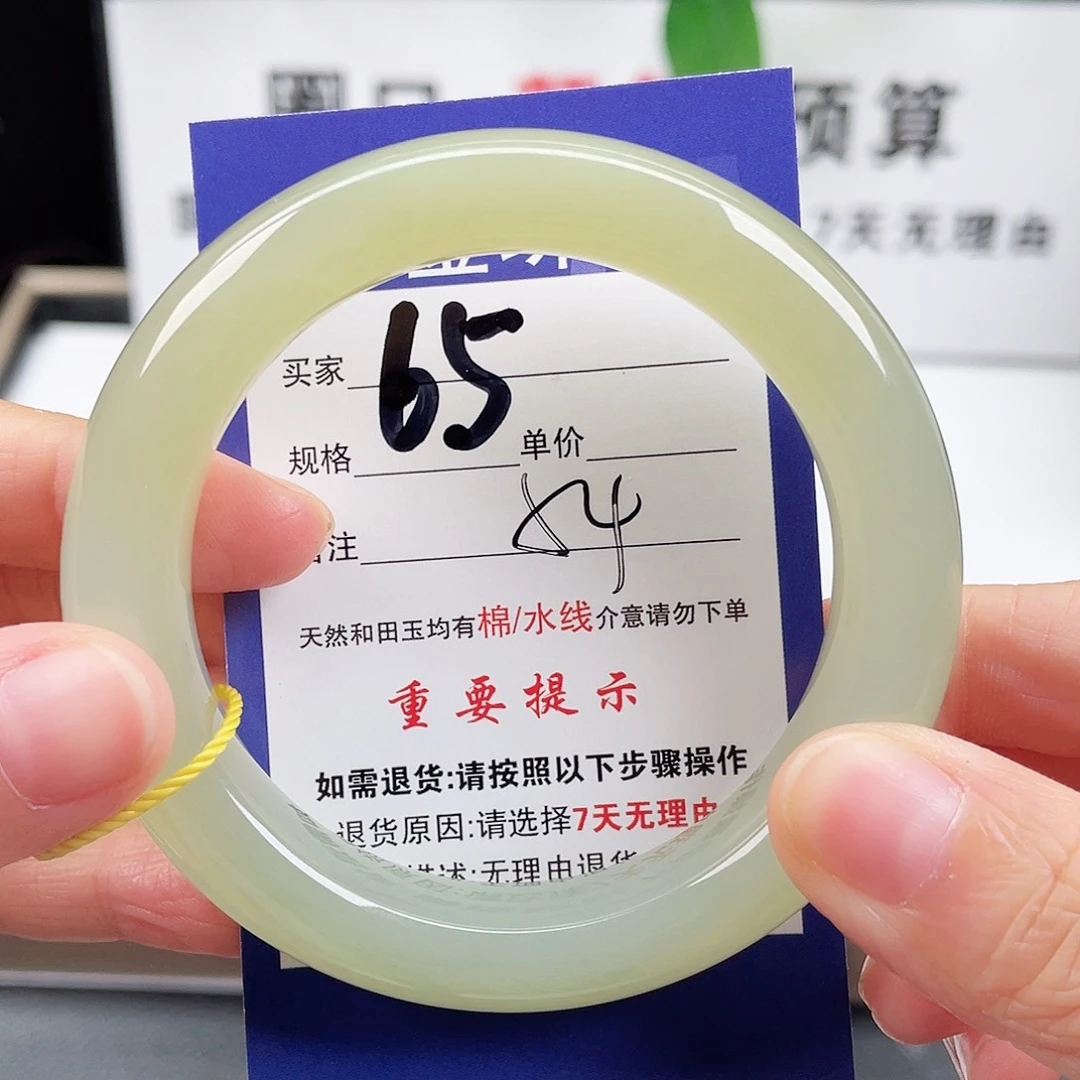 预算
7天无理由
买家
65
规格 单价
注
天然和田玉均有棉/水线介意请勿下单
重要提示
如需退货:请按照以下步骤操作
退货原因:请选择7天无理由
描述:无理由退货